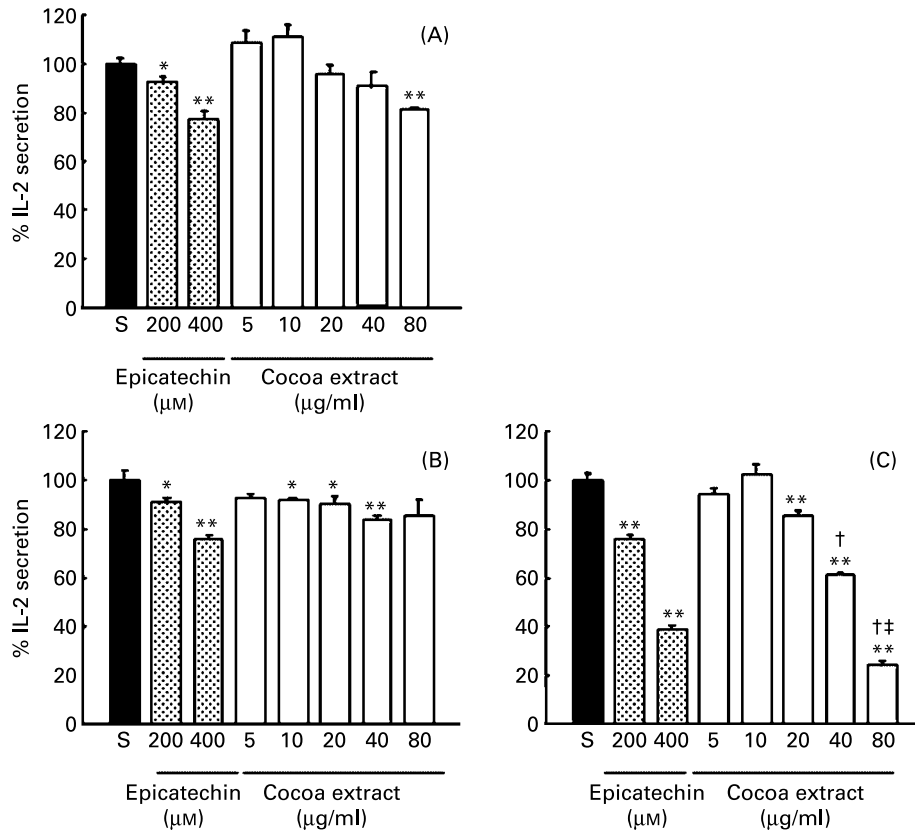 120
(A)
100
*
**
**
80
60
40
20
0
% IL-2 secretion
S 200 400 5 10 20 40 80
Epicatechin Cocoa extract
(μM) (μg/ml)
120
(B)
100
* * *
** **
80
60
40
20
0
% IL-2 secretion
S 200 400 5 10 20 40 80
Epicatechin Cocoa extract
(μM) (μg/ml)
120
(C)
100
**
** †
80
**
60
** †‡
40
**
20
0
% IL-2 secretion
S 200 400 5 10 20 40 80
Epicatechin Cocoa extract
(μM) (μg/ml)